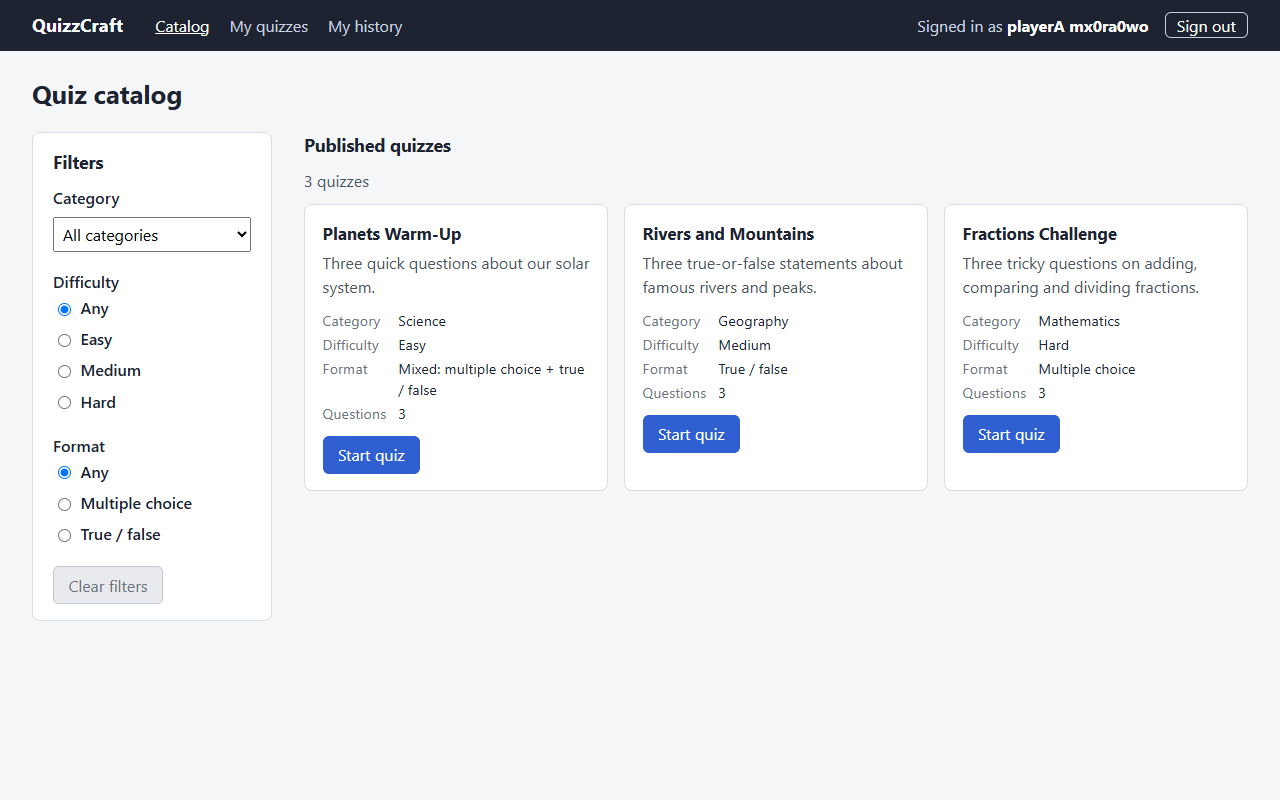 QuizzCraft Catalog My quizzes My history Signed in as playerA mx0ra0wo Sign out
Quiz catalog
Filters
Category
All categories
Difficulty
Any
Easy
Medium
Hard
Format
Any
Multiple choice
True / false
Clear filters
Published quizzes
3 quizzes
Planets Warm-Up
Three quick questions about our solar
system.
Category Science
Difficulty Easy
Format Mixed: multiple choice + true
/ false
Questions 3
Start quiz
Rivers and Mountains
Three true-or-false statements about
famous rivers and peaks.
Category Geography
Difficulty Medium
Format True / false
Questions 3
Start quiz
Fractions Challenge
Three tricky questions on adding,
comparing and dividing fractions.
Category Mathematics
Difficulty Hard
Format Multiple choice
Questions 3
Start quiz